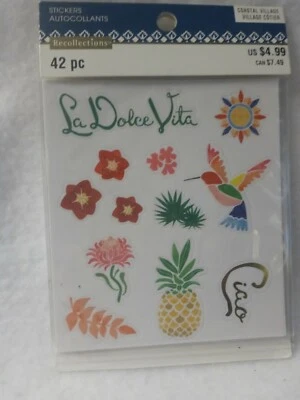 STICKERS
AUTOCOLLANTS
COASTAL VILLAGE
VILLAGE CÔTIER
Recollections
US $4.99
CAN $7.49
42 pc
La Dolce Vita
Ciao